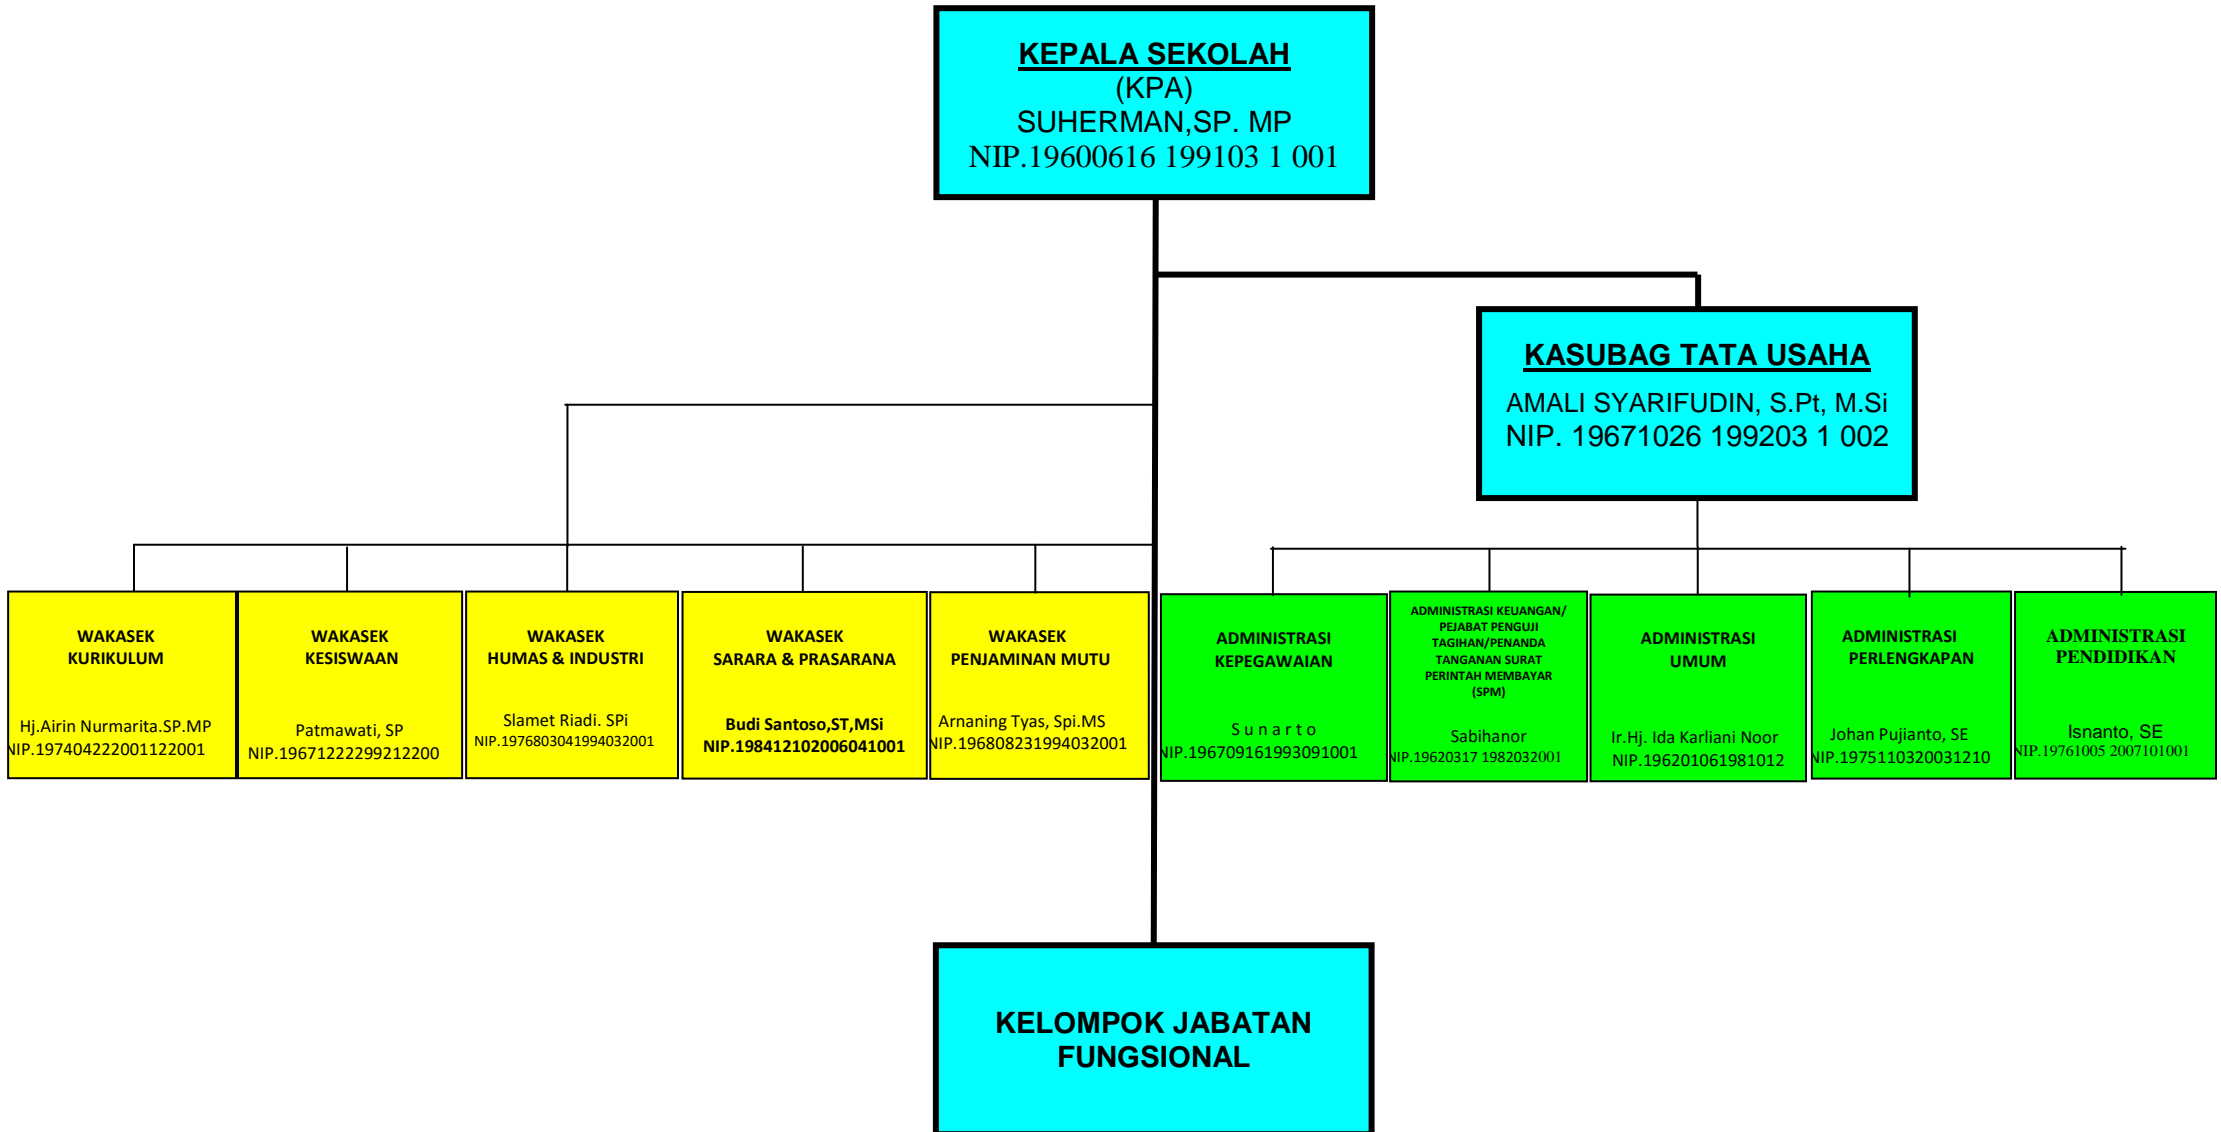 KEPALA SEKOLAH
(KPA)
SUHERMAN,SP. MP
NIP.19600616 199103 1 001
KASUBAG TATA USAHA
AMALI SYARIFUDIN, S.Pt, M.Si
NIP. 19671026 199203 1 002
WAKASEK
KURIKULUM
Hj.Airin Nurmarita.SP.MP
NIP.197404222001122001
WAKASEK
KESISWAAN
Patmawati, SP
NIP.19671222299212200
WAKASEK
HUMAS & INDUSTRI
Slamet Riadi. SPi
NIP.1976803041994032001
WAKASEK
SARARA & PRASARANA
Budi Santoso,ST,MSi
NIP.198412102006041001
WAKASEK
PENJAMINAN MUTU
Arnaning Tyas, Spi.MS
NIP.196808231994032001
ADMINISTRASI
KEPEGAWAIAN
S u n a r t o
NIP.196709161993091001
ADMINISTRASI KEUANGAN/
PEJABAT PENGUJI
TAGIHAN/PENANDA
TANGANAN SURAT
PERINTAH MEMBAYAR
(SPM)
Sabihanor
NIP.19620317 1982032001
ADMINISTRASI
UMUM
Ir.Hj. Ida Karliani Noor
NIP.196201061981012
ADMINISTRASI
PERLENGKAPAN
Johan Pujianto, SE
NIP.1975110320031210
ADMINISTRASI
PENDIDIKAN
Isnanto, SE
NIP.19761005 2007101001
KELOMPOK JABATAN
FUNGSIONAL